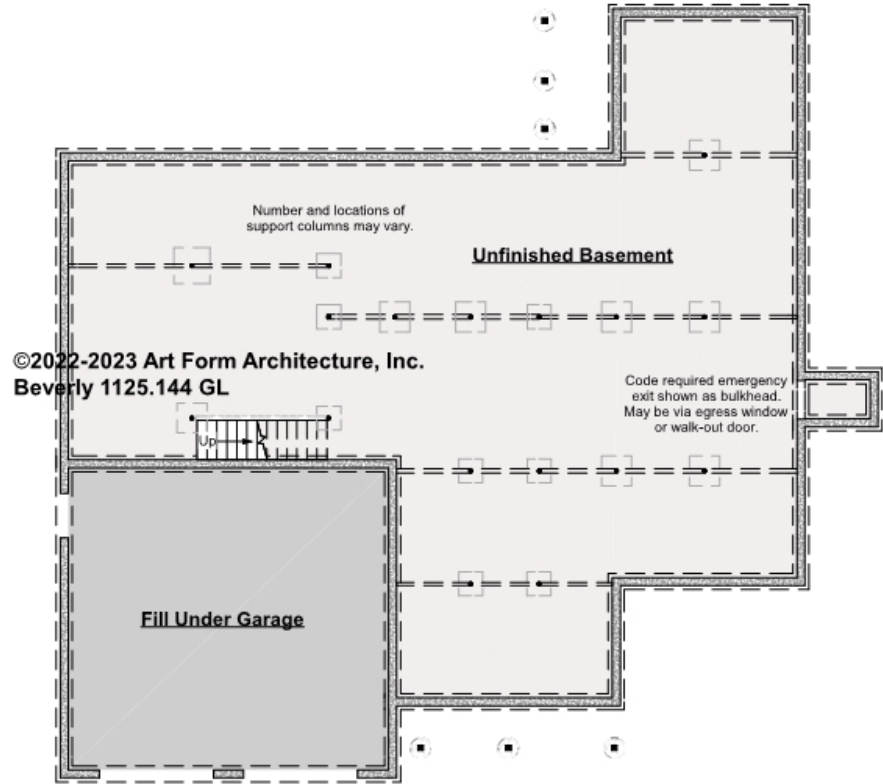 Number and locations of
support columns may vary.
Unfinished Basement
©2022-2023 Art Form Architecture, Inc.
Beverly 1125.144 GL
Code required emergency
exit shown as bulkhead.
May be via egress window
or walk-out door.
Up
Fill Under Garage